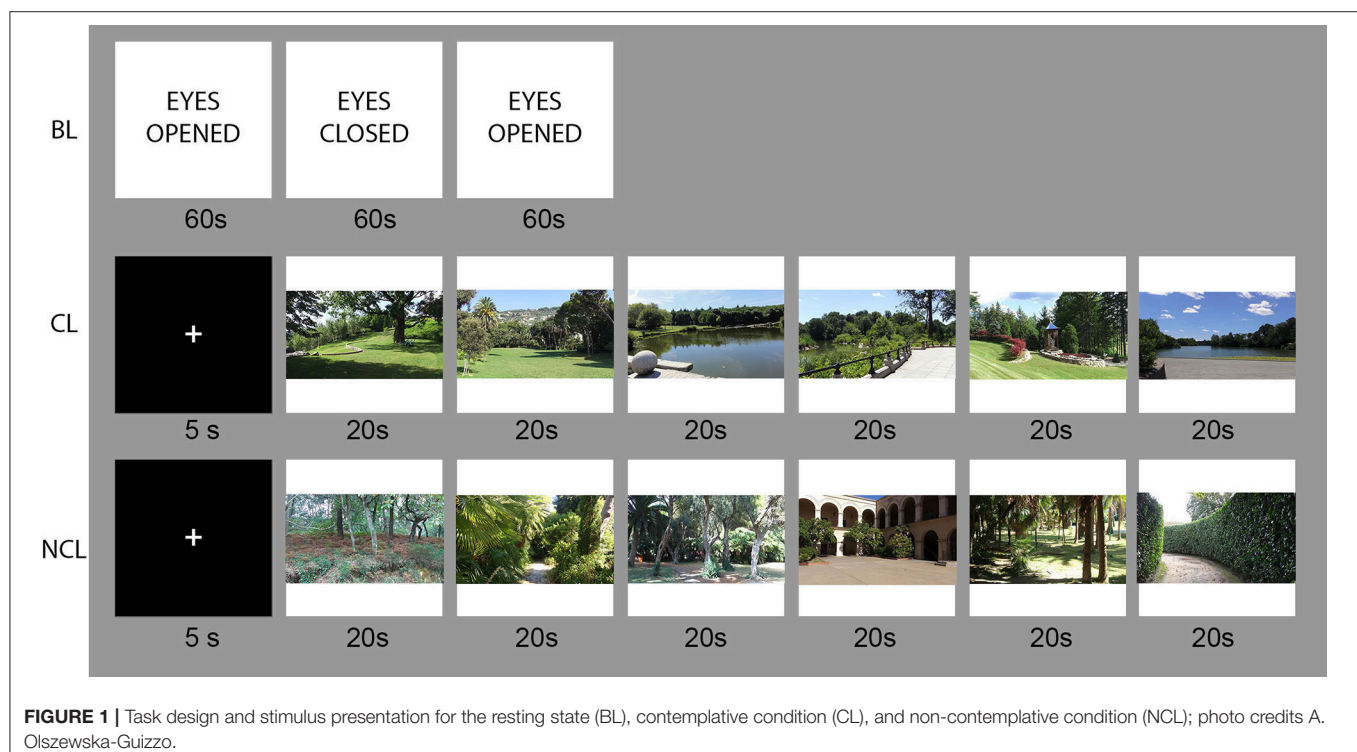 EYES OPENED
EYES CLOSED
EYES OPENED
BL
60s 60s 60s
CL
+
5 s 20s 20s 20s 20s 20s 20s
NCL
+
5 s 20s 20s 20s 20s 20s 20s
FIGURE 1 | Task design and stimulus presentation for the resting state (BL), contemplative condition (CL), and non-contemplative condition (NCL); photo credits A.
Olszewska-Guizzo.